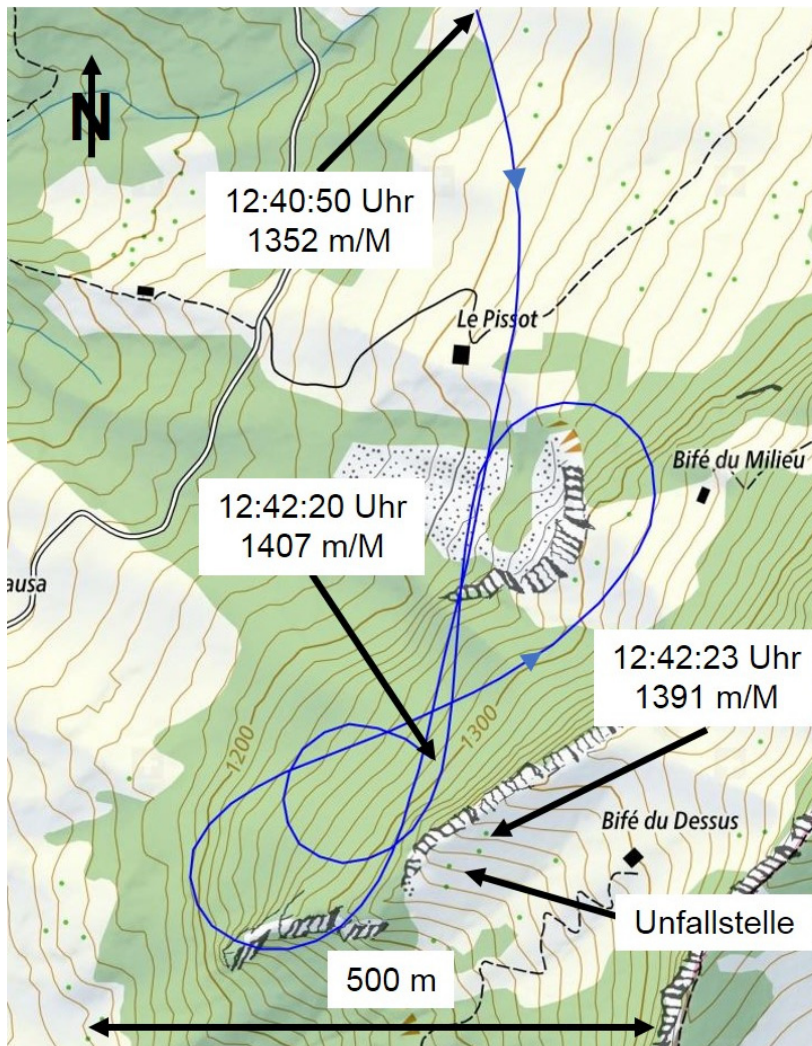 N
12:40:50 Uhr
1352 m/M
Le Pissot
Bifé du Milieu
12:42:20 Uhr
1407 m/M
ausa
12:42:23 Uhr
1391 m/M
1200
1300
Bifé du Dessus
Unfallstelle
500 m